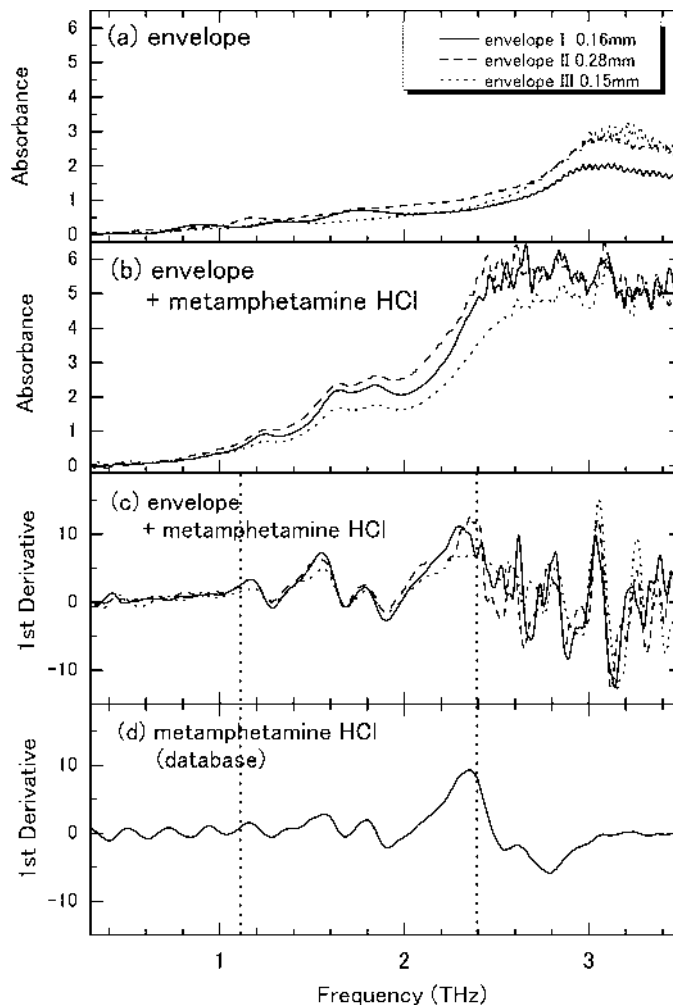 (a) envelope
envelope I 0.16mm
envelope II 0.28mm
envelope III 0.15mm
6
5
4
3
2
1
0
Absorbance
(b) envelope
+ metamphetamine HCl
6
5
4
3
2
1
0
Absorbance
(c) envelope
+ metamphetamine HCl
10
0
-10
1st Derivative
(d) metamphetamine HCl
(database)
10
0
-10
1st Derivative
1
2
3
Frequency (THz)